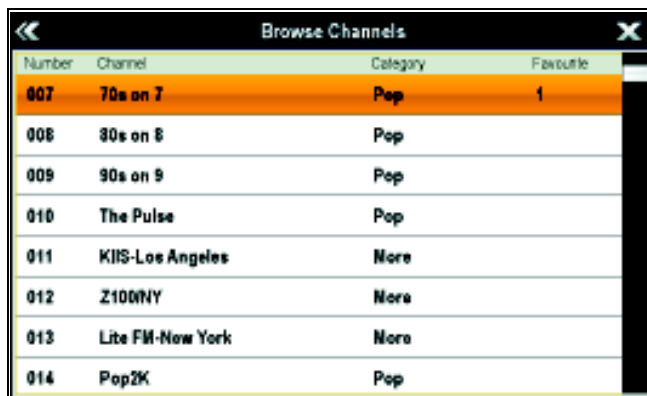 Browse Channels
Number Channel Category Favourite
007 70s on 7 Pop 1
008 80s on 8 Pop
009 90s on 9 Pop
010 The Pulse Pop
011 KIIS-Los Angeles More
012 Z100/NY More
013 Lite FM-New York More
014 Pop2K Pop